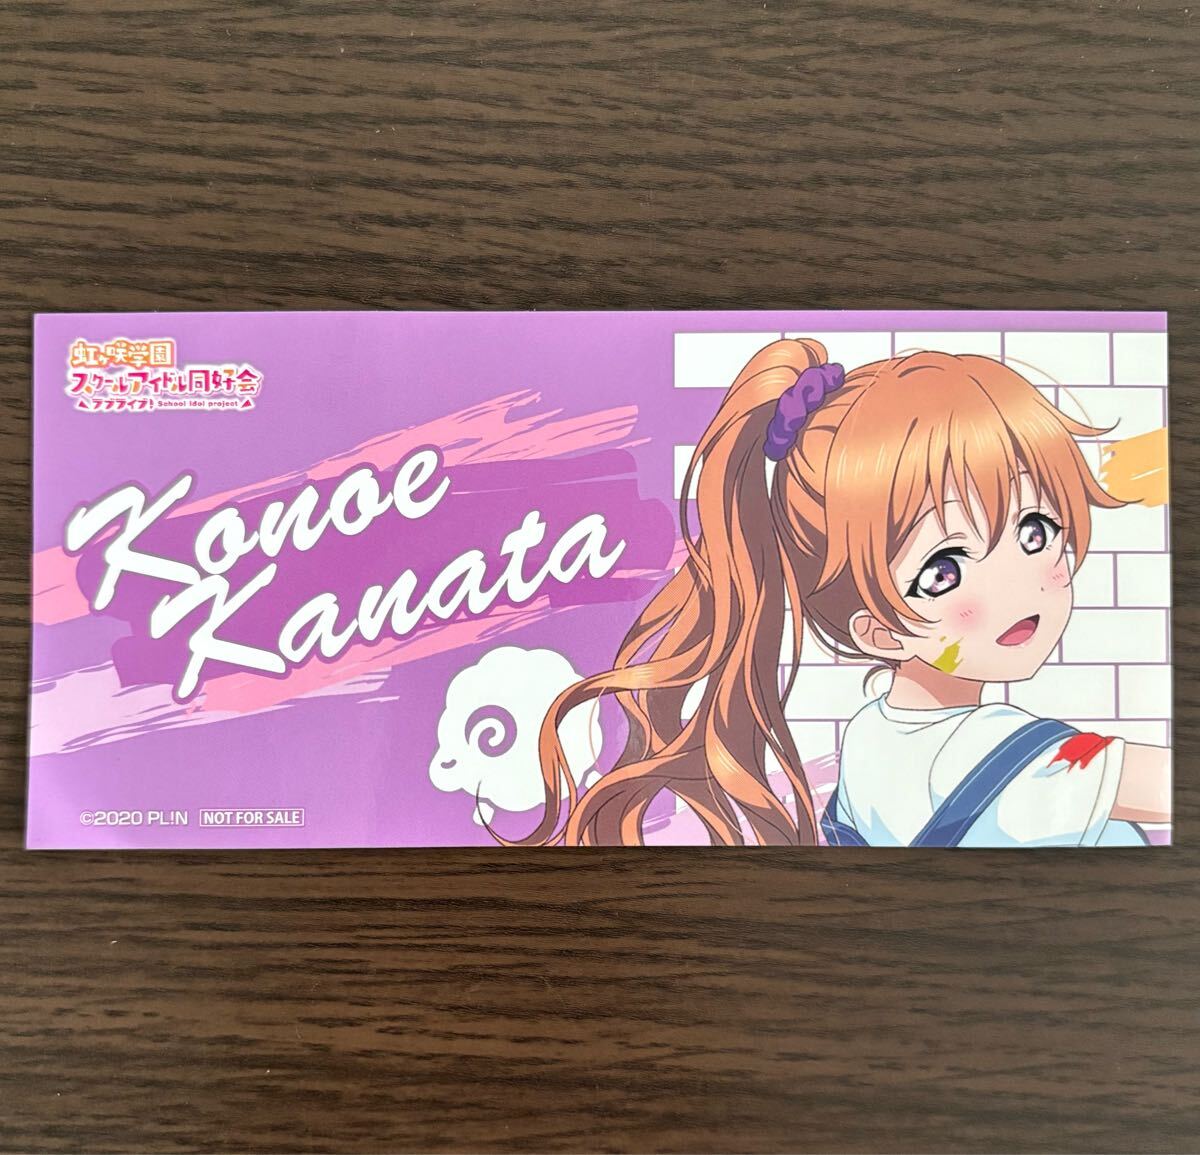 虹ヶ咲学園
スクールアイドル同好会
ラブライブ! School idol project
Konoe
Kanata
©2020 PL!N NOT FOR SALE